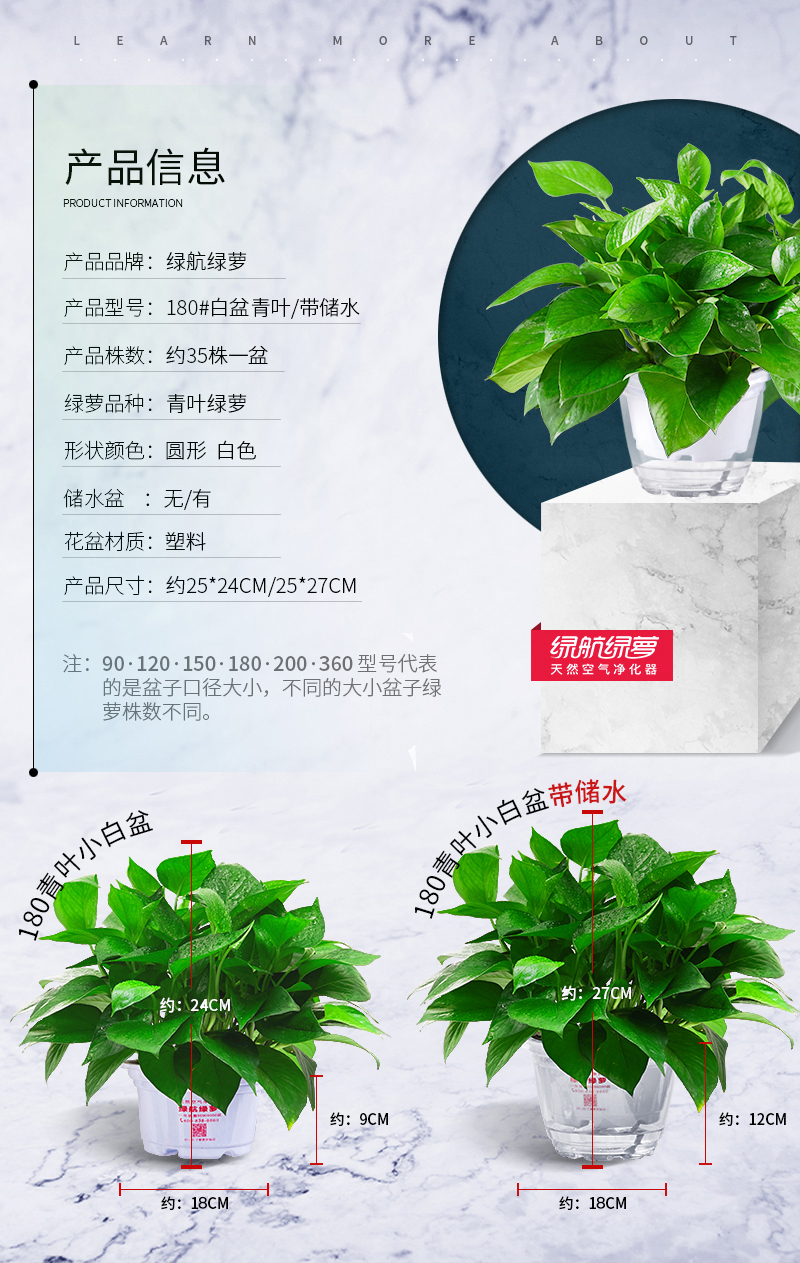 LEARN MORE ABOUT
产品信息
PRODUCT INFORMATION
产品品牌：绿航绿萝
产品型号：180#白盆青叶/带储水
产品株数：约35株一盆
绿萝品种：青叶绿萝
形状颜色：圆形 白色
储水盆 ：无/有
花盆材质：塑料
产品尺寸：约25*24CM/25*27CM
注：90·120·150·180·200·360 型号代表
的是盆子口径大小，不同的大小盆子绿
萝株数不同。
绿航绿萝
天然空气净化器
180青叶小白盆
约：24CM
绿航绿萝
约：9CM
约：18CM
180青叶小白盆带储水
约：27CM
约：12CM
约：18CM